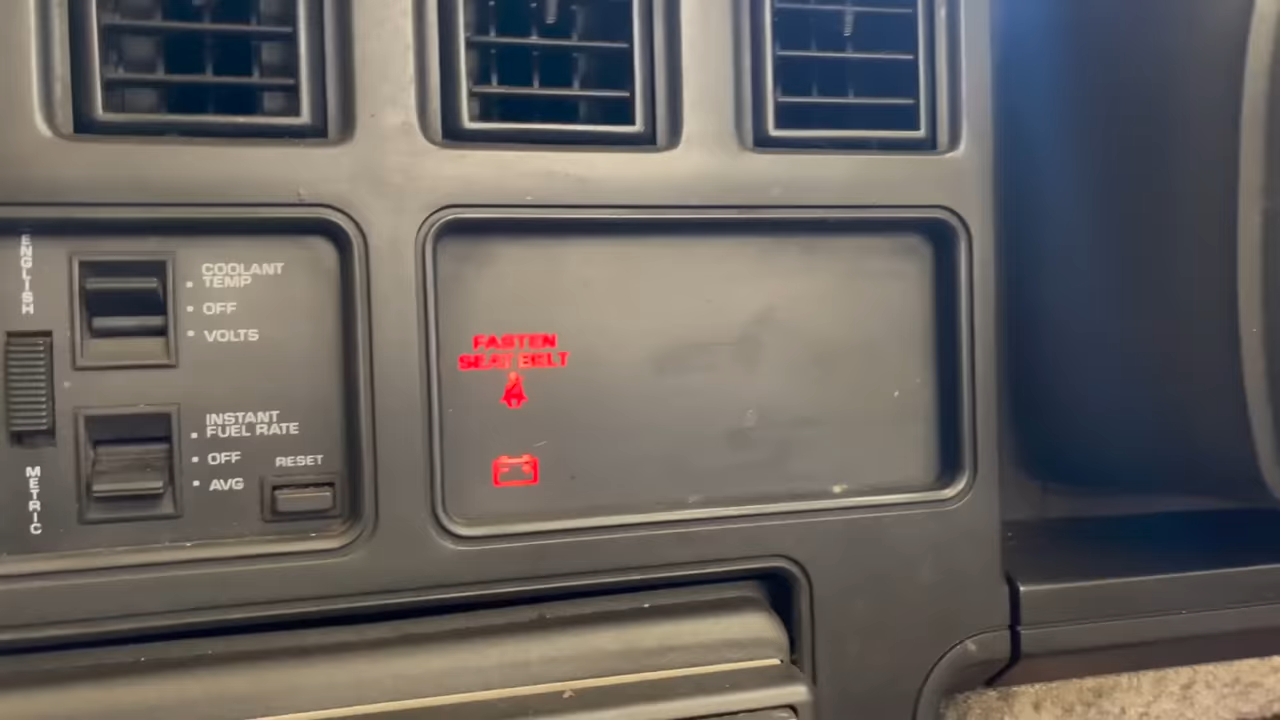 ENGLISH
COOLANT
TEMP
OFF
VOLTS
METRIC
INSTANT
FUEL RATE
OFF
AVG
RESET
FASTEN
SEAT BELT